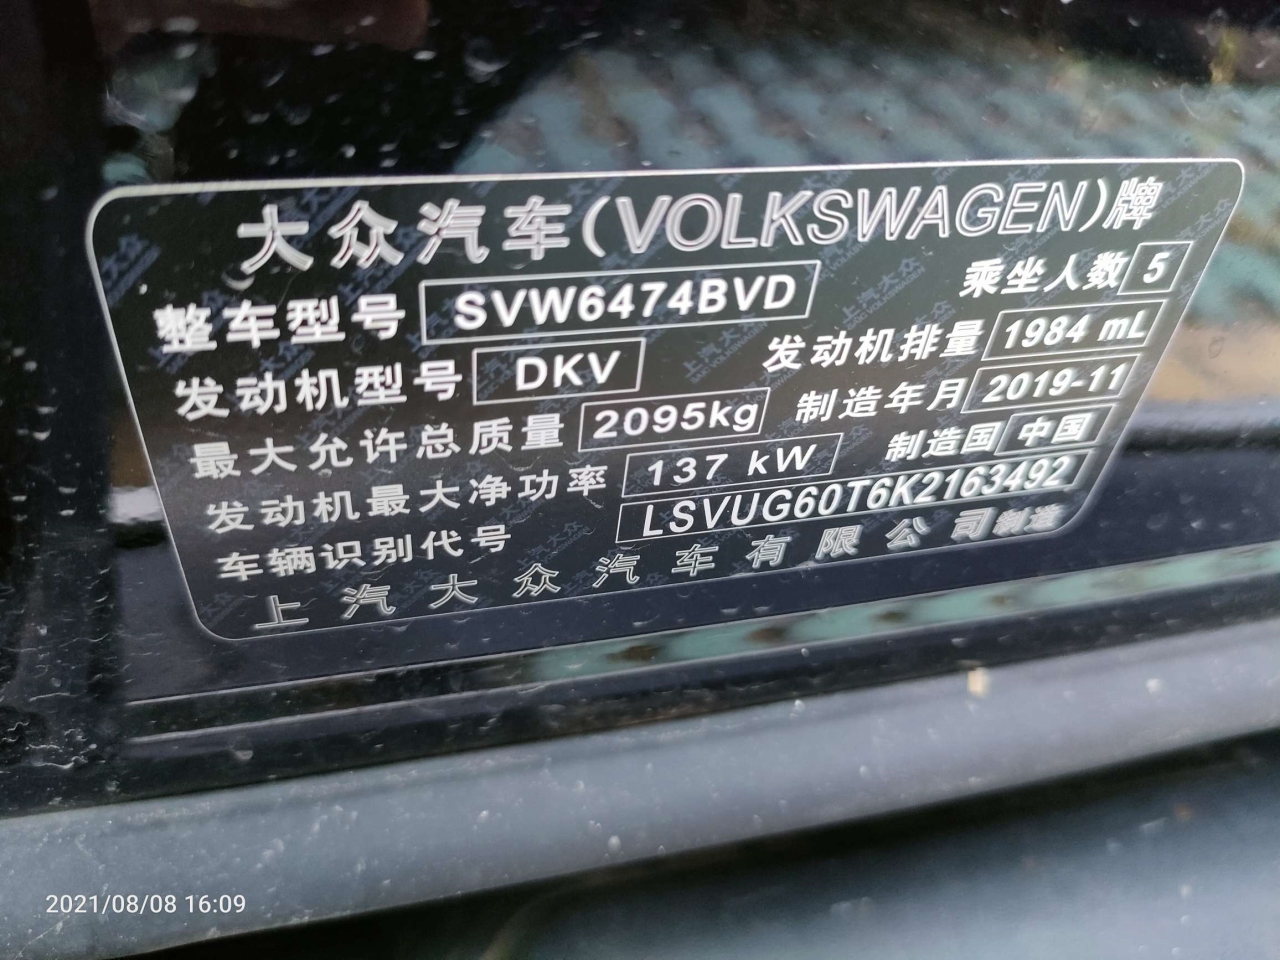 大众汽车(VOLKSWAGEN)牌
整车型号 SVW6474BVD 乘坐人数 5
发动机型号 DKV 发动机排量 1984 mL
最大允许总质量 2095kg 制造年月 2019-11
发动机最大净功率 137 kW 制造国 中国
车辆识别代号 LSVUG60T6K2163492
上汽大众汽车有限公司制造
2021/08/08 16:09